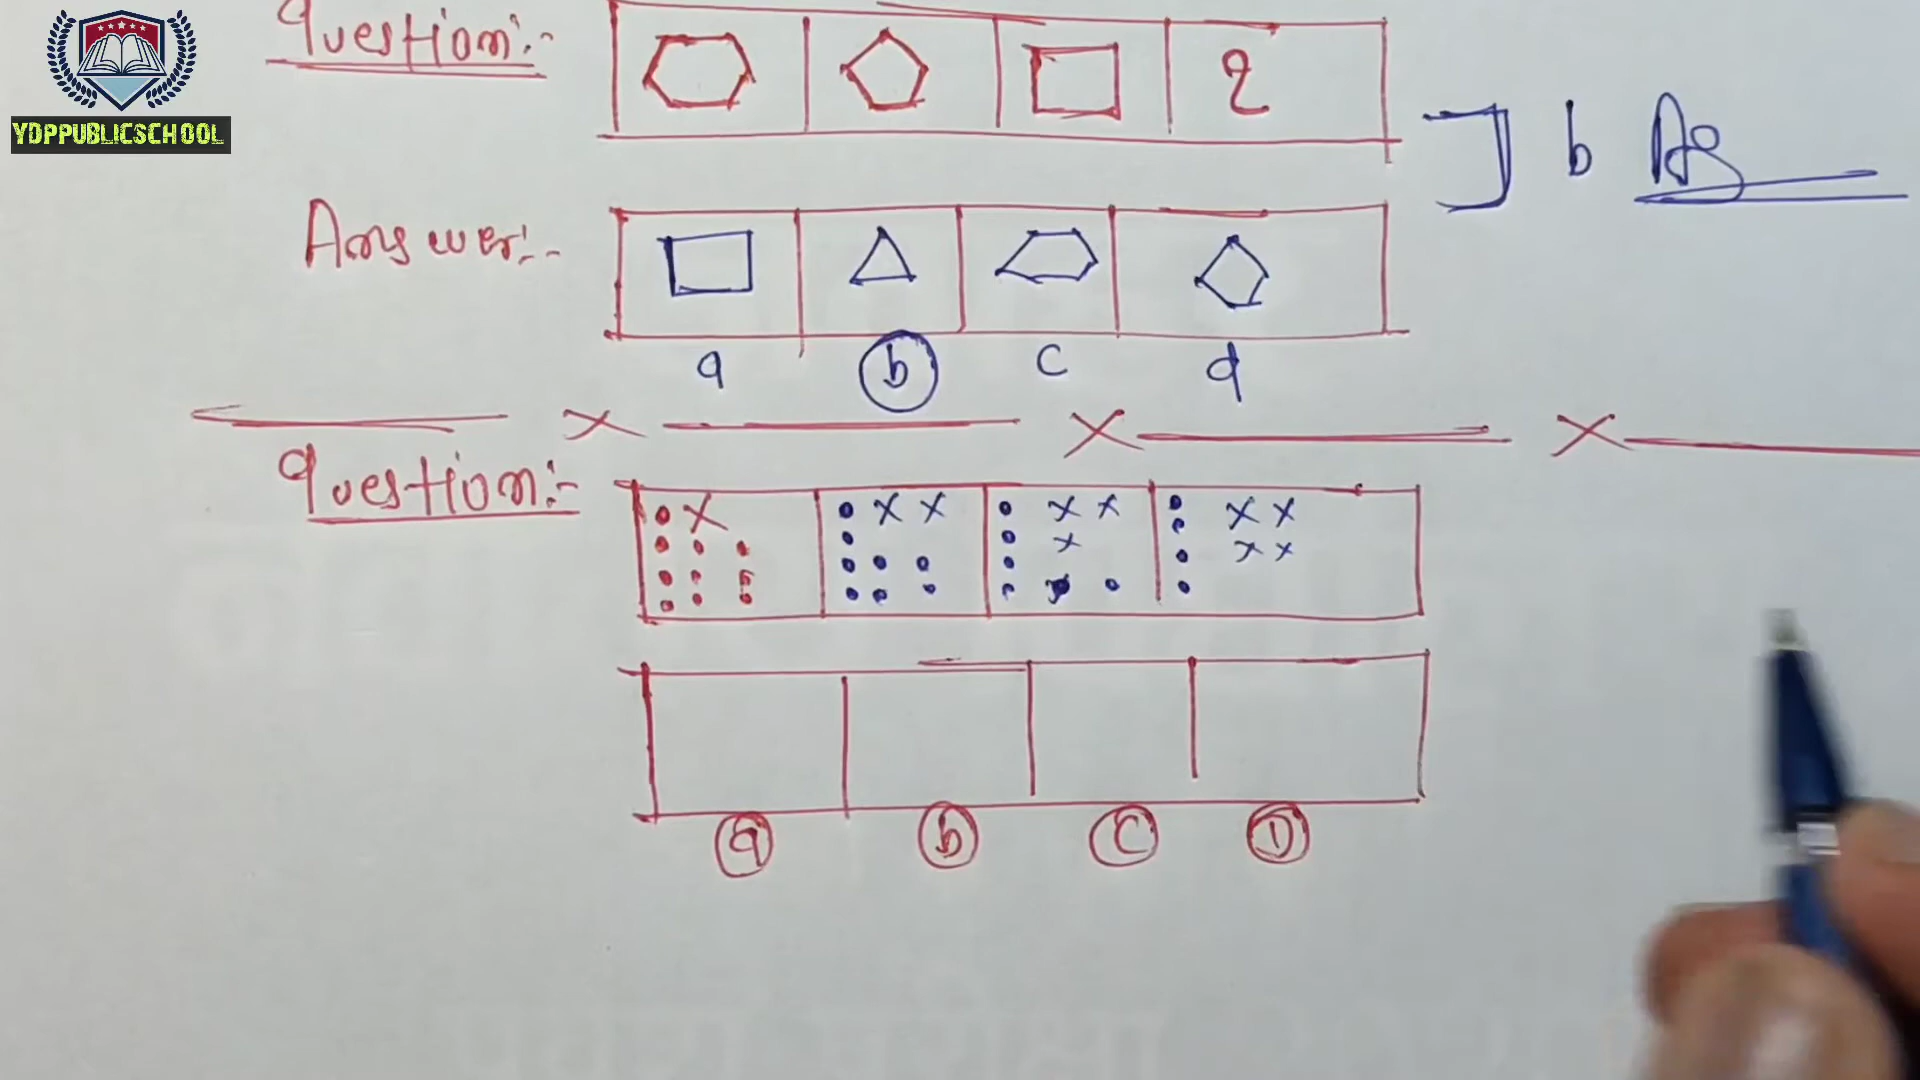 YDPPUBLICSCHOOL
Question:-
?
b Ans
Answer:-
a b c d
Question:-
a b c D